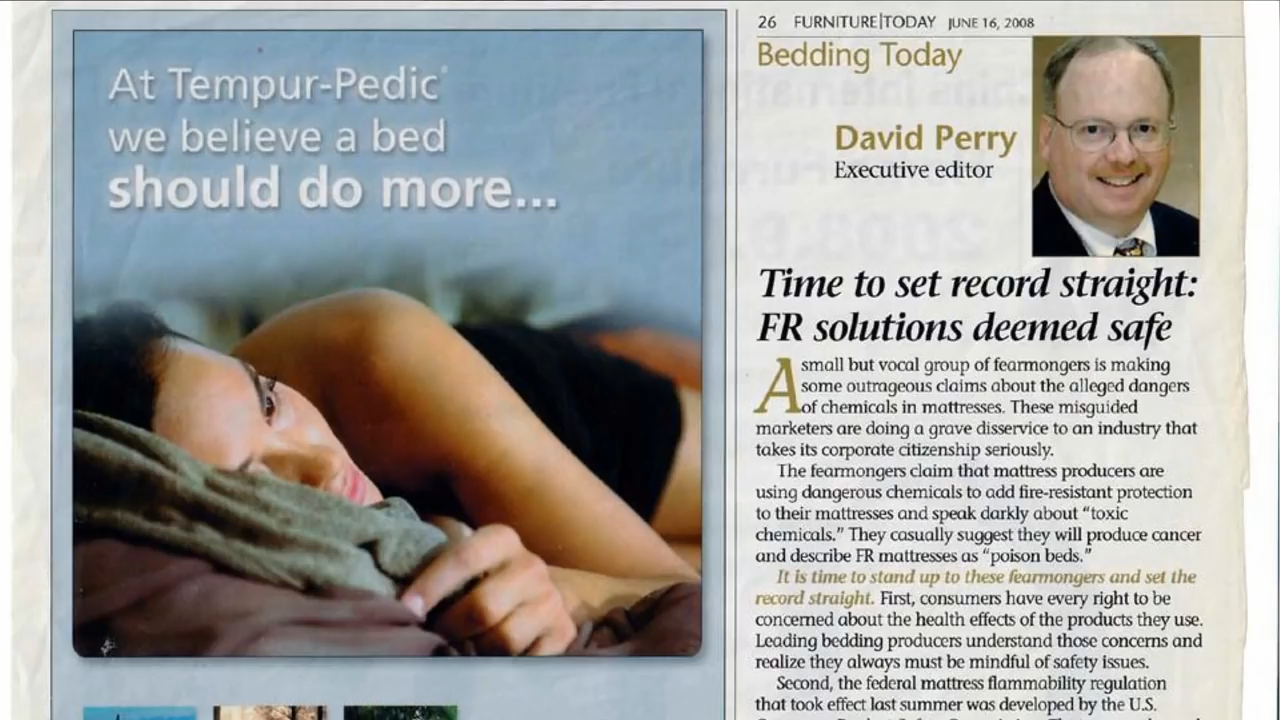 At Tempur-Pedic®
we believe a bed
should do more...
26 FURNITURE|TODAY JUNE 16, 2008
Bedding Today
David Perry
Executive editor
Time to set record straight:
FR solutions deemed safe
A small but vocal group of fearmongers is making
some outrageous claims about the alleged dangers
of chemicals in mattresses. These misguided
marketers are doing a grave disservice to an industry that
takes its corporate citizenship seriously.
The fearmongers claim that mattress producers are
using dangerous chemicals to add fire-resistant protection
to their mattresses and speak darkly about “toxic
chemicals.” They casually suggest they will produce cancer
and describe FR mattresses as “poison beds.”
It is time to stand up to these fearmongers and set the
record straight. First, consumers have every right to be
concerned about the health effects of the products they use.
Leading bedding producers understand those concerns and
realize they always must be mindful of safety issues.
Second, the federal mattress flammability regulation
that took effect last summer was developed by the U.S.